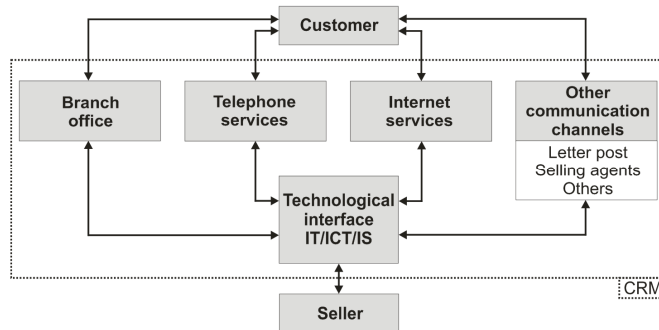 Customer
Branch
office
Telephone
services
Internet
services
Other
communication
channels
Letter post
Selling agents
Others
Technological
interface
IT/ICT/IS
CRM
Seller